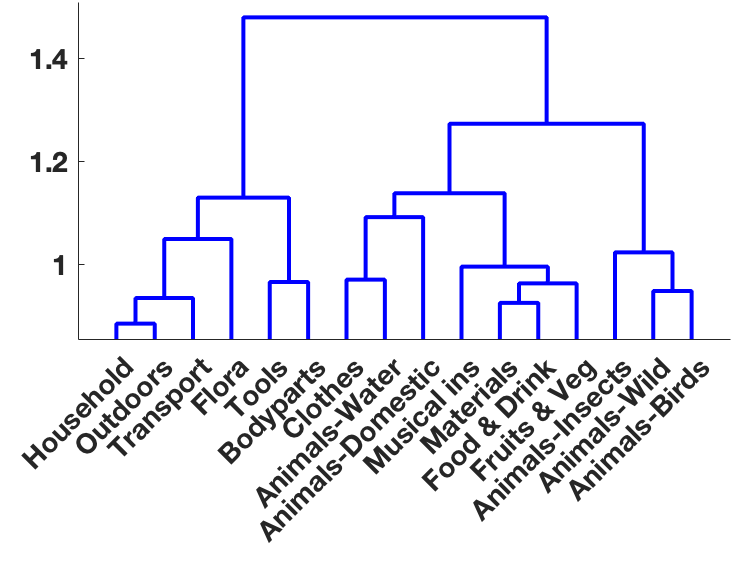 1.4
1.2
1
Household
Outdoors
Transport
Flora
Tools
Bodyparts
Clothes
Animals-Water
Animals-Domestic
Musical ins
Materials
Food & Drink
Fruits & Veg
Animals-Insects
Animals-Wild
Animals-Birds